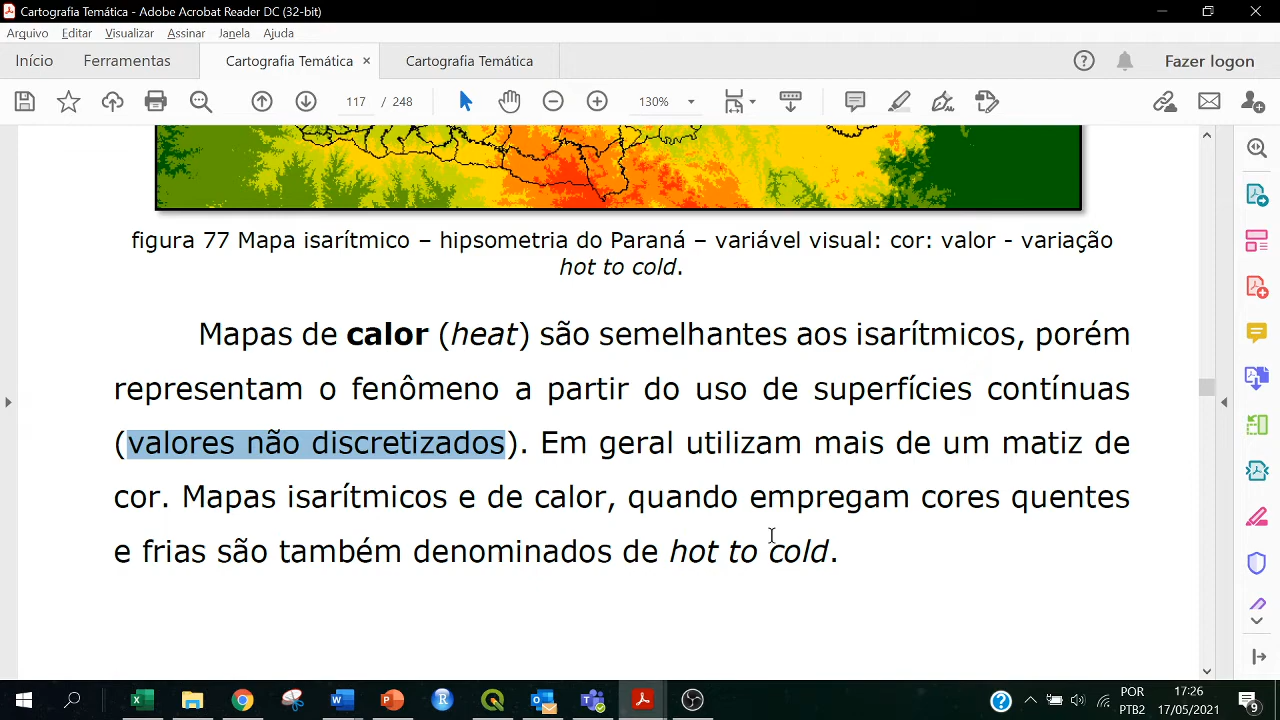 Cartografia Temática - Adobe Acrobat Reader DC (32-bit)
Arquivo Editar Visualizar Assinar Janela Ajuda
Início Ferramentas Cartografia Temática × Cartografia Temática Fazer logon
117 / 248 130%
figura 77 Mapa isarítmico – hipsometria do Paraná – variável visual: cor: valor - variação
hot to cold.
Mapas de calor (heat) são semelhantes aos isarítmicos, porém
representam o fenômeno a partir do uso de superfícies contínuas
(valores não discretizados). Em geral utilizam mais de um matiz de
cor. Mapas isarítmicos e de calor, quando empregam cores quentes
e frias são também denominados de hot to cold.
POR 17:26
PTB2 17/05/2021 9